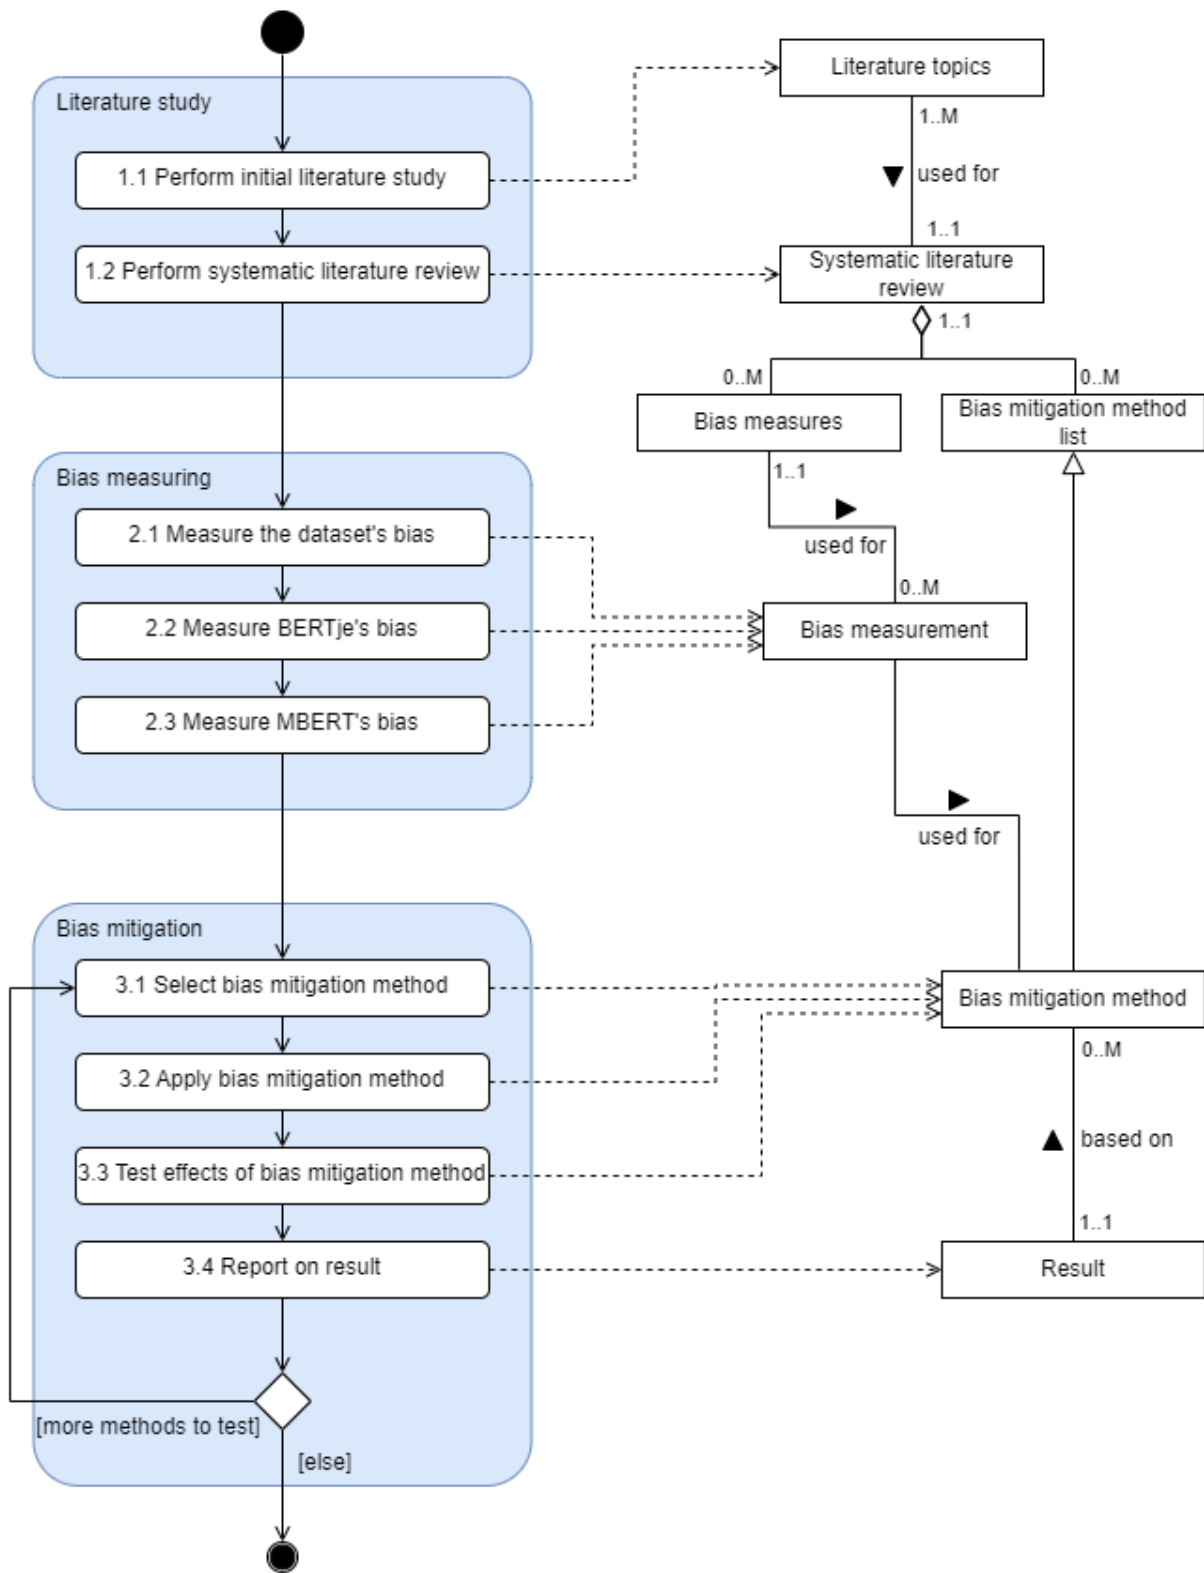 Literature study
1.1 Perform initial literature study
1.2 Perform systematic literature review
Bias measuring
2.1 Measure the dataset's bias
2.2 Measure BERTje's bias
2.3 Measure MBERT's bias
Bias mitigation
3.1 Select bias mitigation method
3.2 Apply bias mitigation method
3.3 Test effects of bias mitigation method
3.4 Report on result
[more methods to test]
[else]
Literature topics
1..M
used for
1..1
Systematic literature
review
1..1
0..M
0..M
Bias measures
Bias mitigation method
list
1..1
used for
0..M
Bias measurement
used for
Bias mitigation method
0..M
based on
1..1
Result